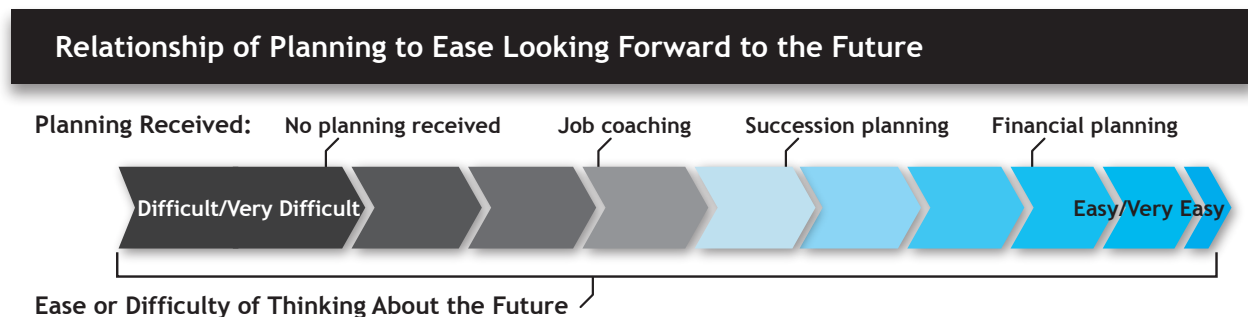 Relationship of Planning to Ease Looking Forward to the Future
Planning Received: No planning received Job coaching Succession planning Financial planning
Difficult/Very Difficult Easy/Very Easy
Ease or Difficulty of Thinking About the Future